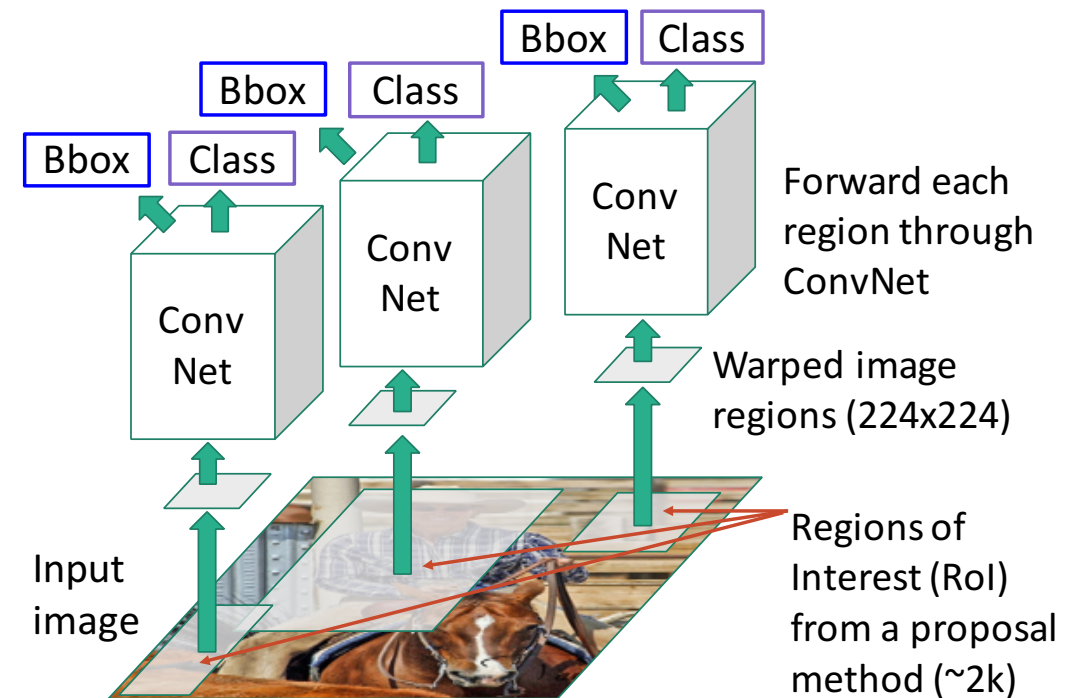 Bbox
Class
Bbox
Class
Bbox
Class
Conv
Net
Conv
Net
Conv
Net
Forward each
region through
ConvNet
Warped image
regions (224x224)
Input
image
Regions of
Interest (RoI)
from a proposal
method (~2k)